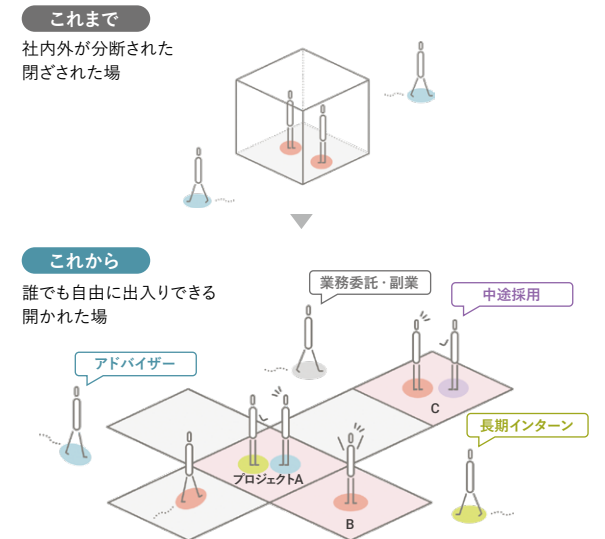 これまで
社内外が分断された
閉ざされた場
これから
誰でも自由に出入りできる
開かれた場
業務委託・副業
中途採用
アドバイザー
C
長期インターン
プロジェクトA
B